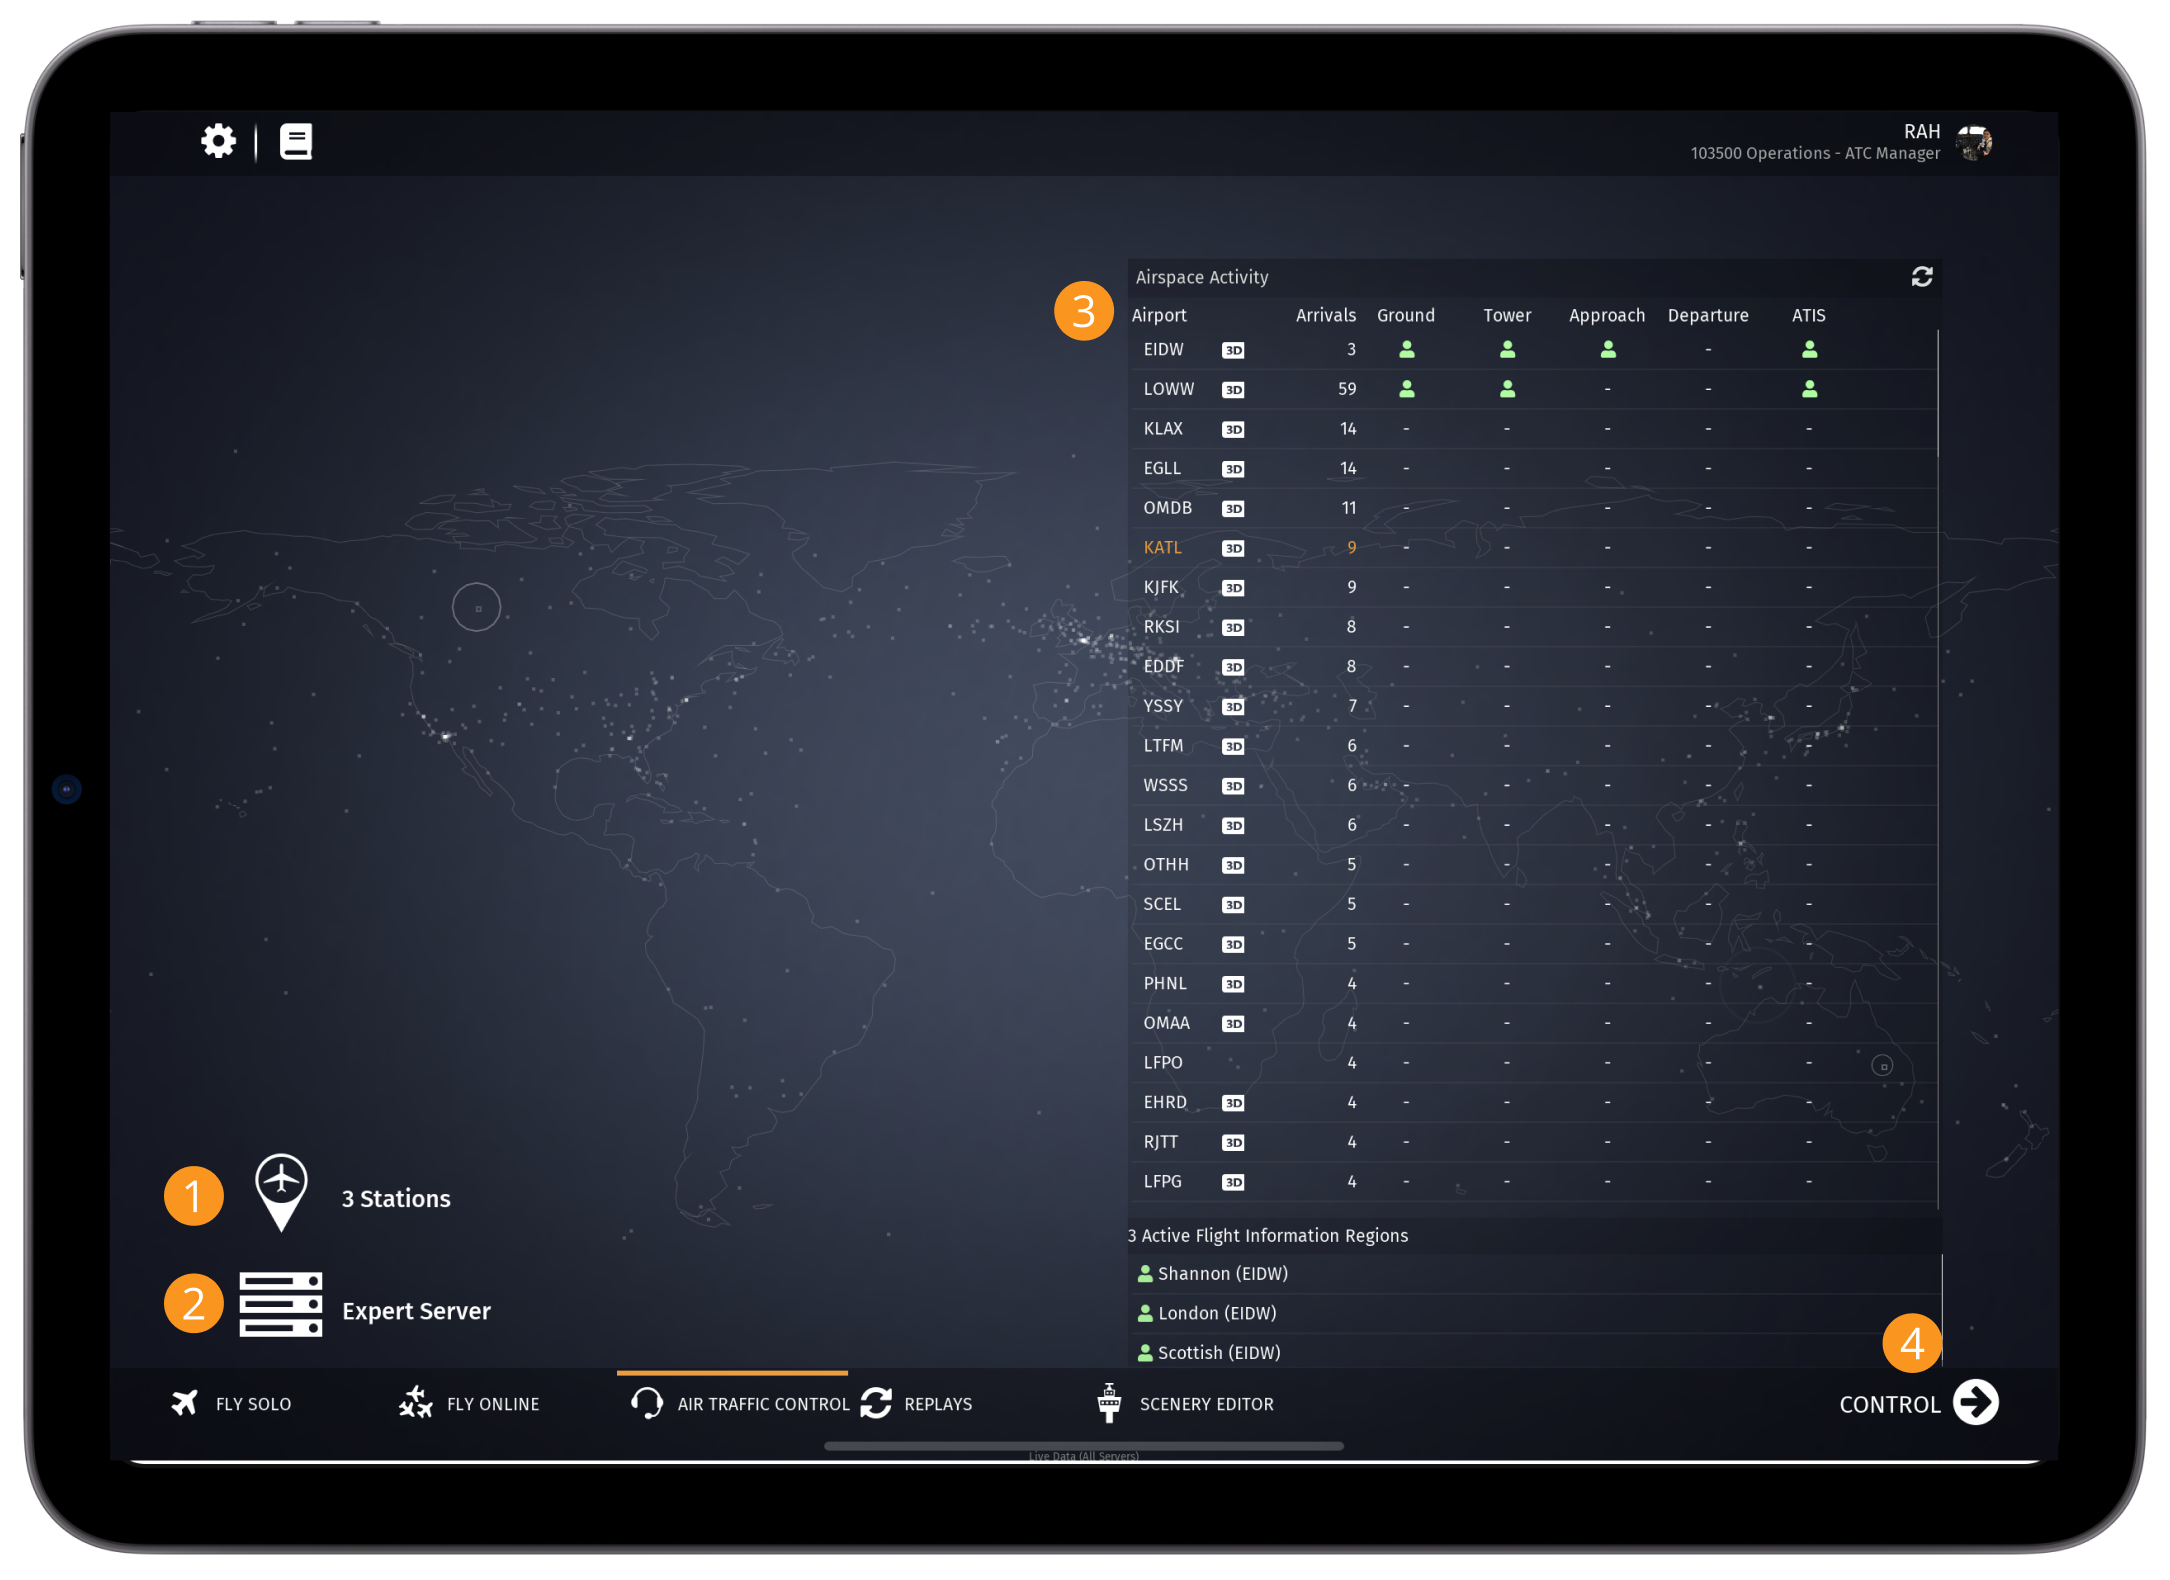 RAH
103500 Operations - ATC Manager
Airspace Activity
3
Airport Arrivals Ground Tower Approach Departure ATIS
EIDW 3D 3 -
LOWW 3D 59 - -
KLAX 3D 14 - - - - -
EGLL 3D 14 - - - - -
OMDB 3D 11 - - - - -
KATL 3D 9 - - - - -
KJFK 3D 9 - - - - -
RKSI 3D 8 - - - - -
EDDF 3D 8 - - - - -
YSSY 3D 7 - - - - -
LTFM 3D 6 - - - - -
WSSS 3D 6 - - - - -
LSZH 3D 6 - - - - -
OTHH 3D 5 - - - - -
SCEL 3D 5 - - - - -
EGCC 3D 5 - - - - -
PHNL 3D 4 - - - - -
OMAA 3D 4 - - - - -
LFPO 4 - - - - -
EHRD 3D 4 - - - - -
RJTT 3D 4 - - - - -
LFPG 3D 4 - - - - -
1 3 Stations
3 Active Flight Information Regions
Shannon (EIDW)
2 Expert Server
London (EIDW)
Scottish (EIDW)
4
FLY SOLO FLY ONLINE AIR TRAFFIC CONTROL REPLAYS SCENERY EDITOR CONTROL
Live Data (All Servers)